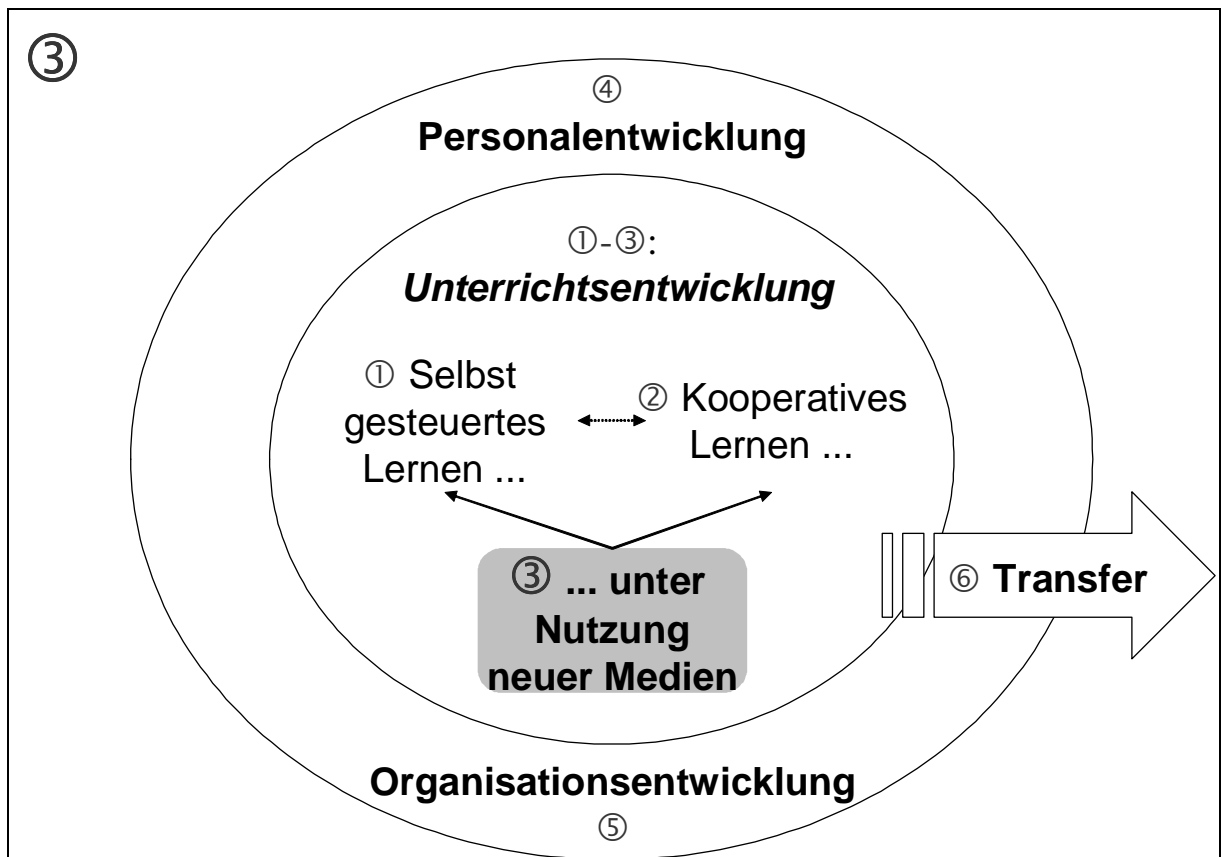 ③
④
Personalentwicklung
①-③:
Unterrichtsentwicklung
① Selbst
gesteuertes
Lernen ...
② Kooperatives
Lernen ...
③ ... unter
Nutzung
neuer Medien
⑥ Transfer
Organisationsentwicklung
⑤